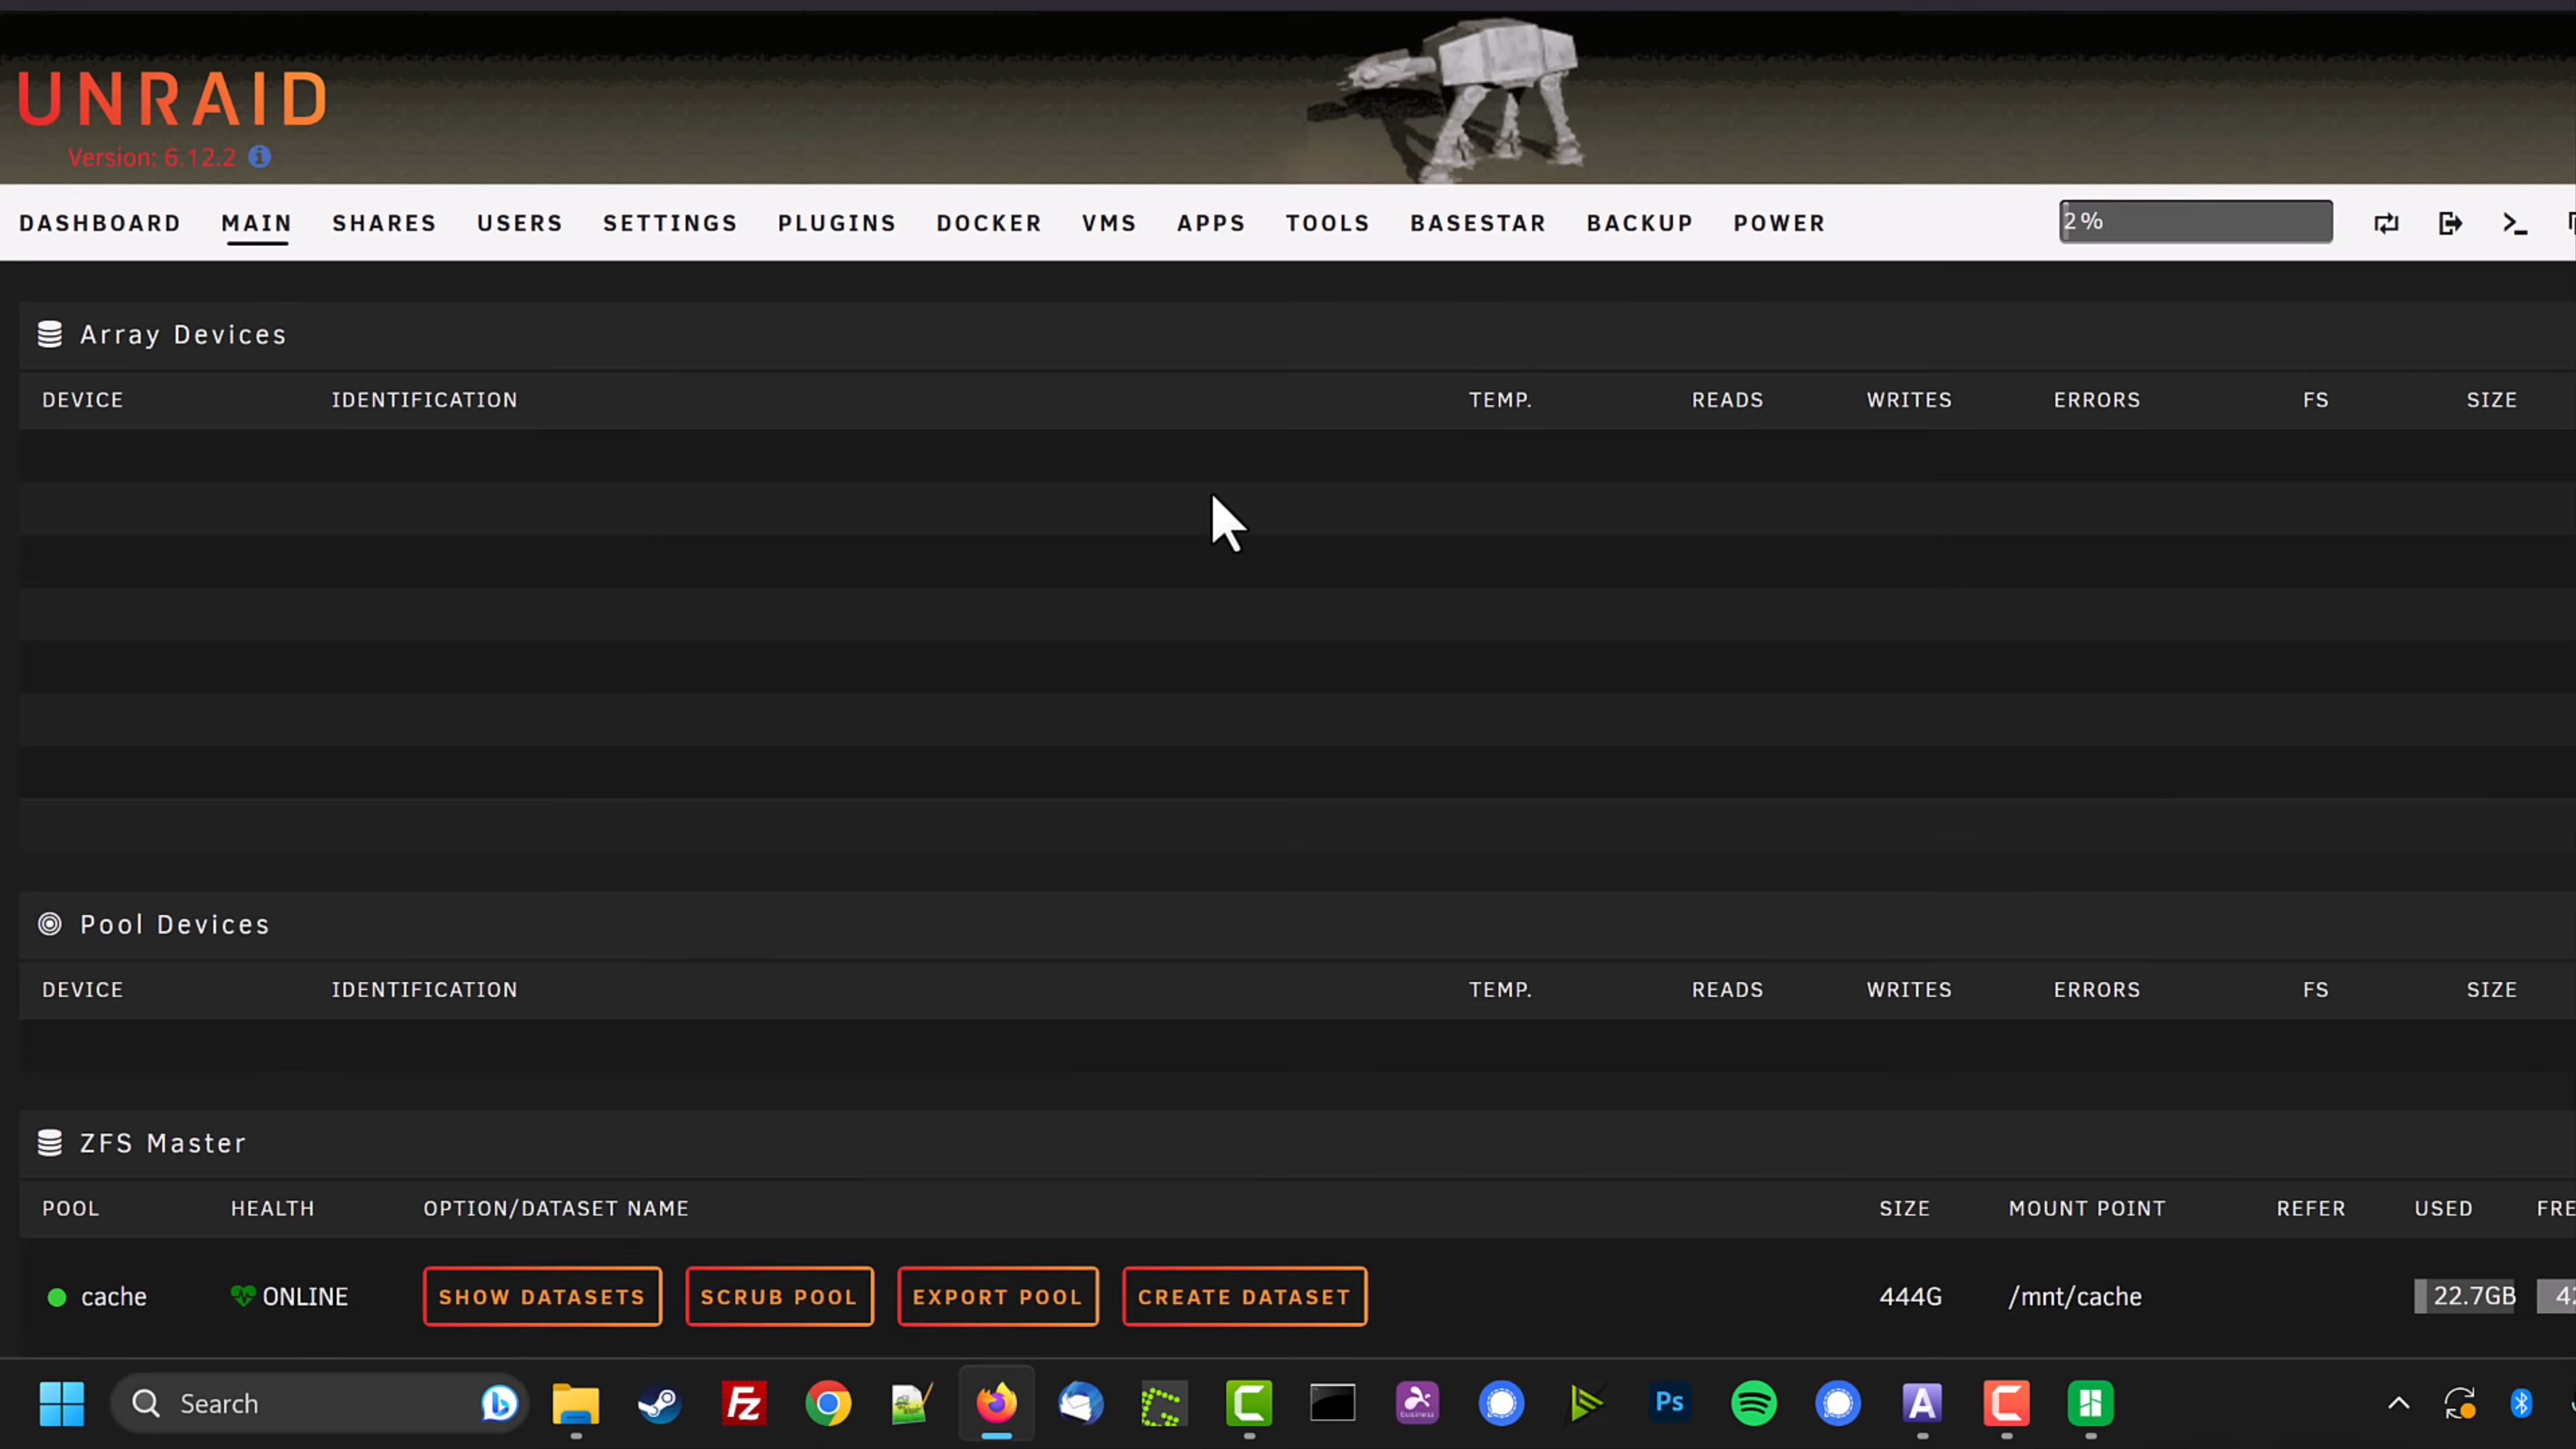 UNRAID
Version: 6.12.2
DASHBOARD MAIN SHARES USERS SETTINGS PLUGINS DOCKER VMS APPS TOOLS BASESTAR BACKUP POWER 2%
Array Devices
DEVICE IDENTIFICATION TEMP. READS WRITES ERRORS FS SIZE
Pool Devices
DEVICE IDENTIFICATION TEMP. READS WRITES ERRORS FS SIZE
ZFS Master
POOL HEALTH OPTION/DATASET NAME SIZE MOUNT POINT REFER USED
cache ONLINE SHOW DATASETS SCRUB POOL EXPORT POOL CREATE DATASET 444G /mnt/cache 22.7GB
Search Fz business Ps A